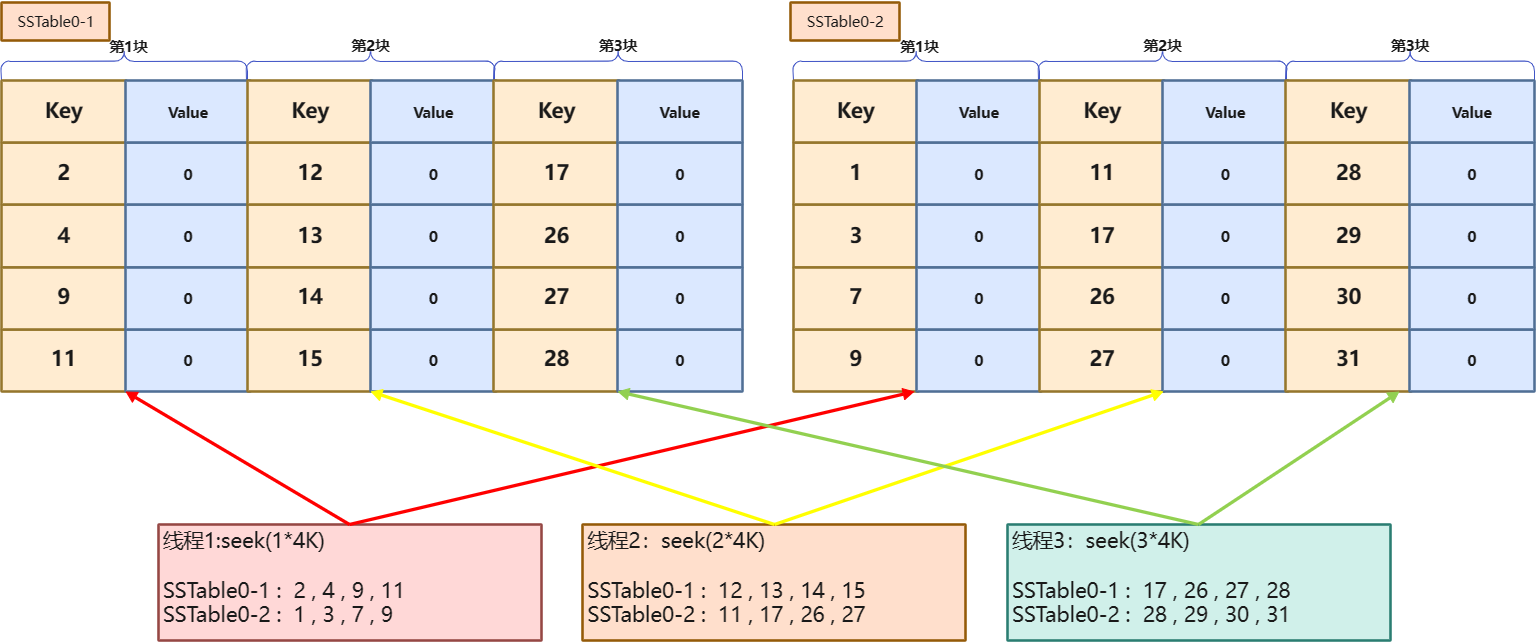 SSTable0-1
SSTable0-2
第1块 第2块 第3块 第1块 第2块 第3块
Key Value Key Value Key Value Key Value Key Value Key Value
2 0 12 0 17 0 1 0 11 0 28 0
4 0 13 0 26 0 3 0 17 0 29 0
9 0 14 0 27 0 7 0 26 0 30 0
11 0 15 0 28 0 9 0 27 0 31 0
线程1:seek(1*4K)
SSTable0-1 : 2 , 4 , 9 , 11
SSTable0-2 : 1 , 3 , 7 , 9
线程2：seek(2*4K)
SSTable0-1 : 12 , 13 , 14 , 15
SSTable0-2 : 11 , 17 , 26 , 27
线程3：seek(3*4K)
SSTable0-1 : 17 , 26 , 27 , 28
SSTable0-2 : 28 , 29 , 30 , 31